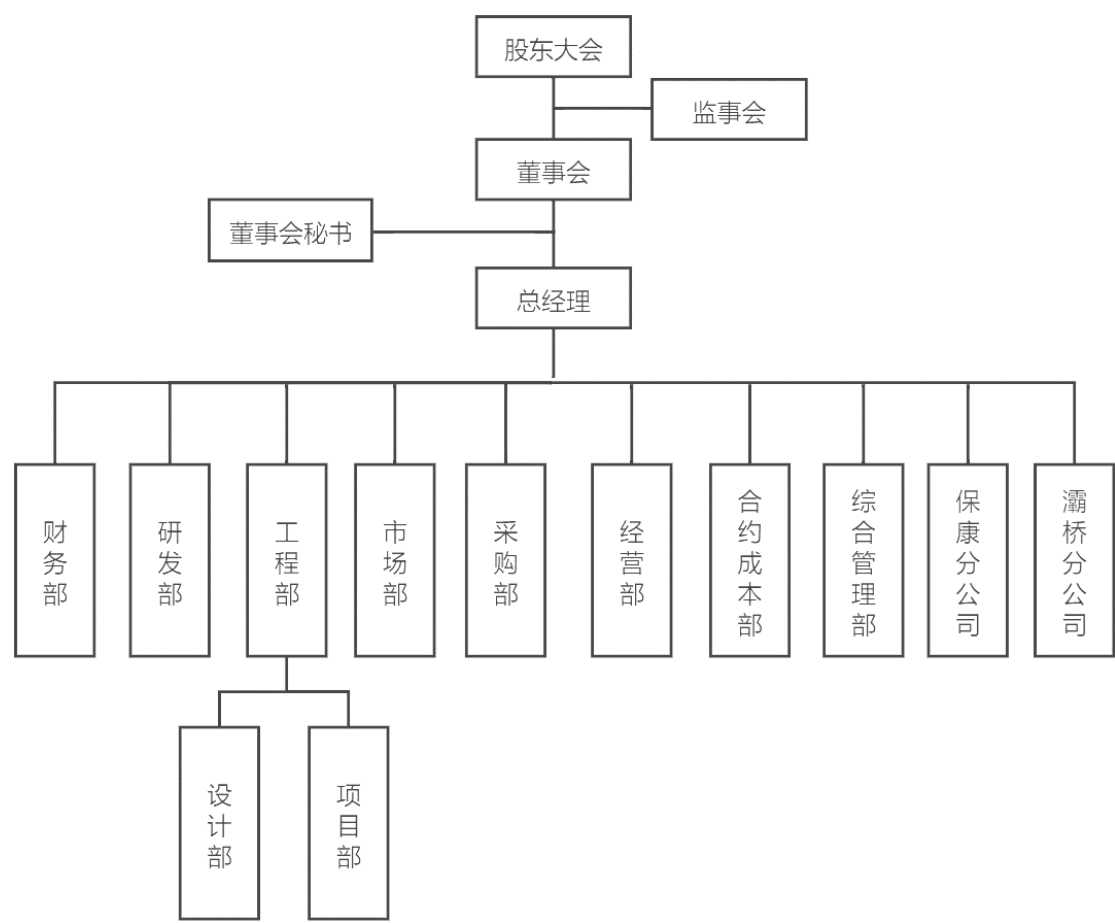 股东大会
监事会
董事会
董事会秘书
总经理
财务部
研发部
工程部
市场部
采购部
经营部
合约成本部
综合管理部
保康分公司
灞桥分公司
设计部
项目部